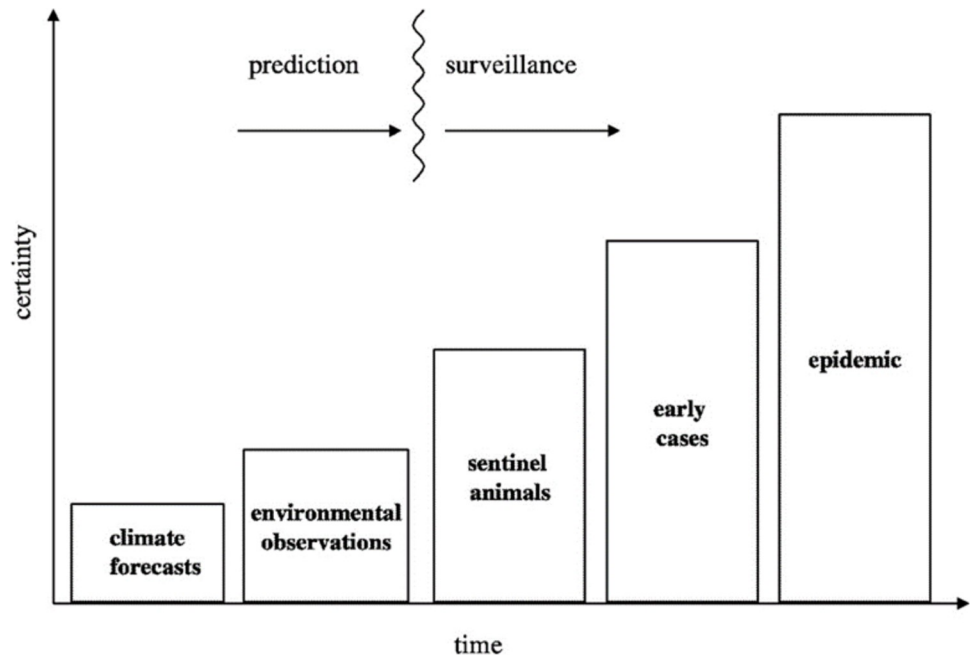 prediction
surveillance
certainty
climate
forecasts
environmental
observations
sentinel
animals
early
cases
epidemic
time